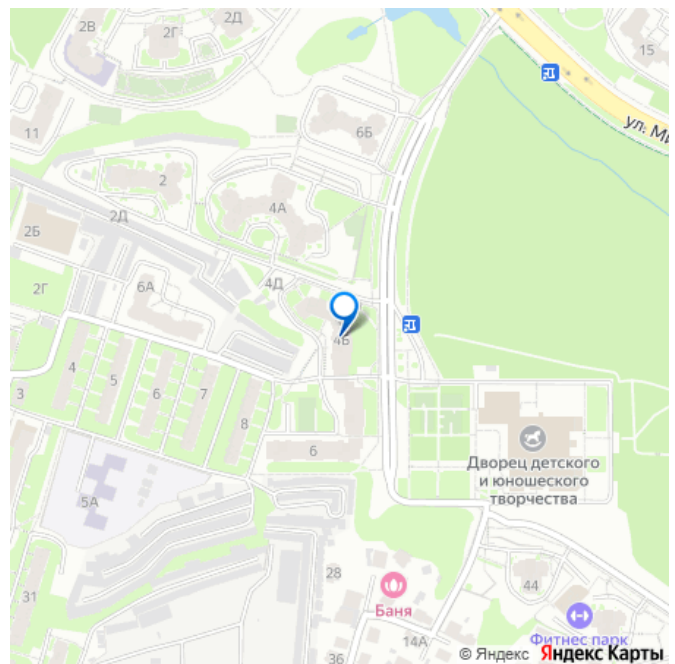 2В
2Г
2Д
15
11
6Б
ул. Ми
2
4А
2Д
2Б
6А
4Д
2Г
4Б
3
4
5
6
7
8
6
Дворец детского
и юношеского
творчества
5А
28
44
31
Баня
14А
Фитнес парк
36
© Яндекс Яндекс Карты